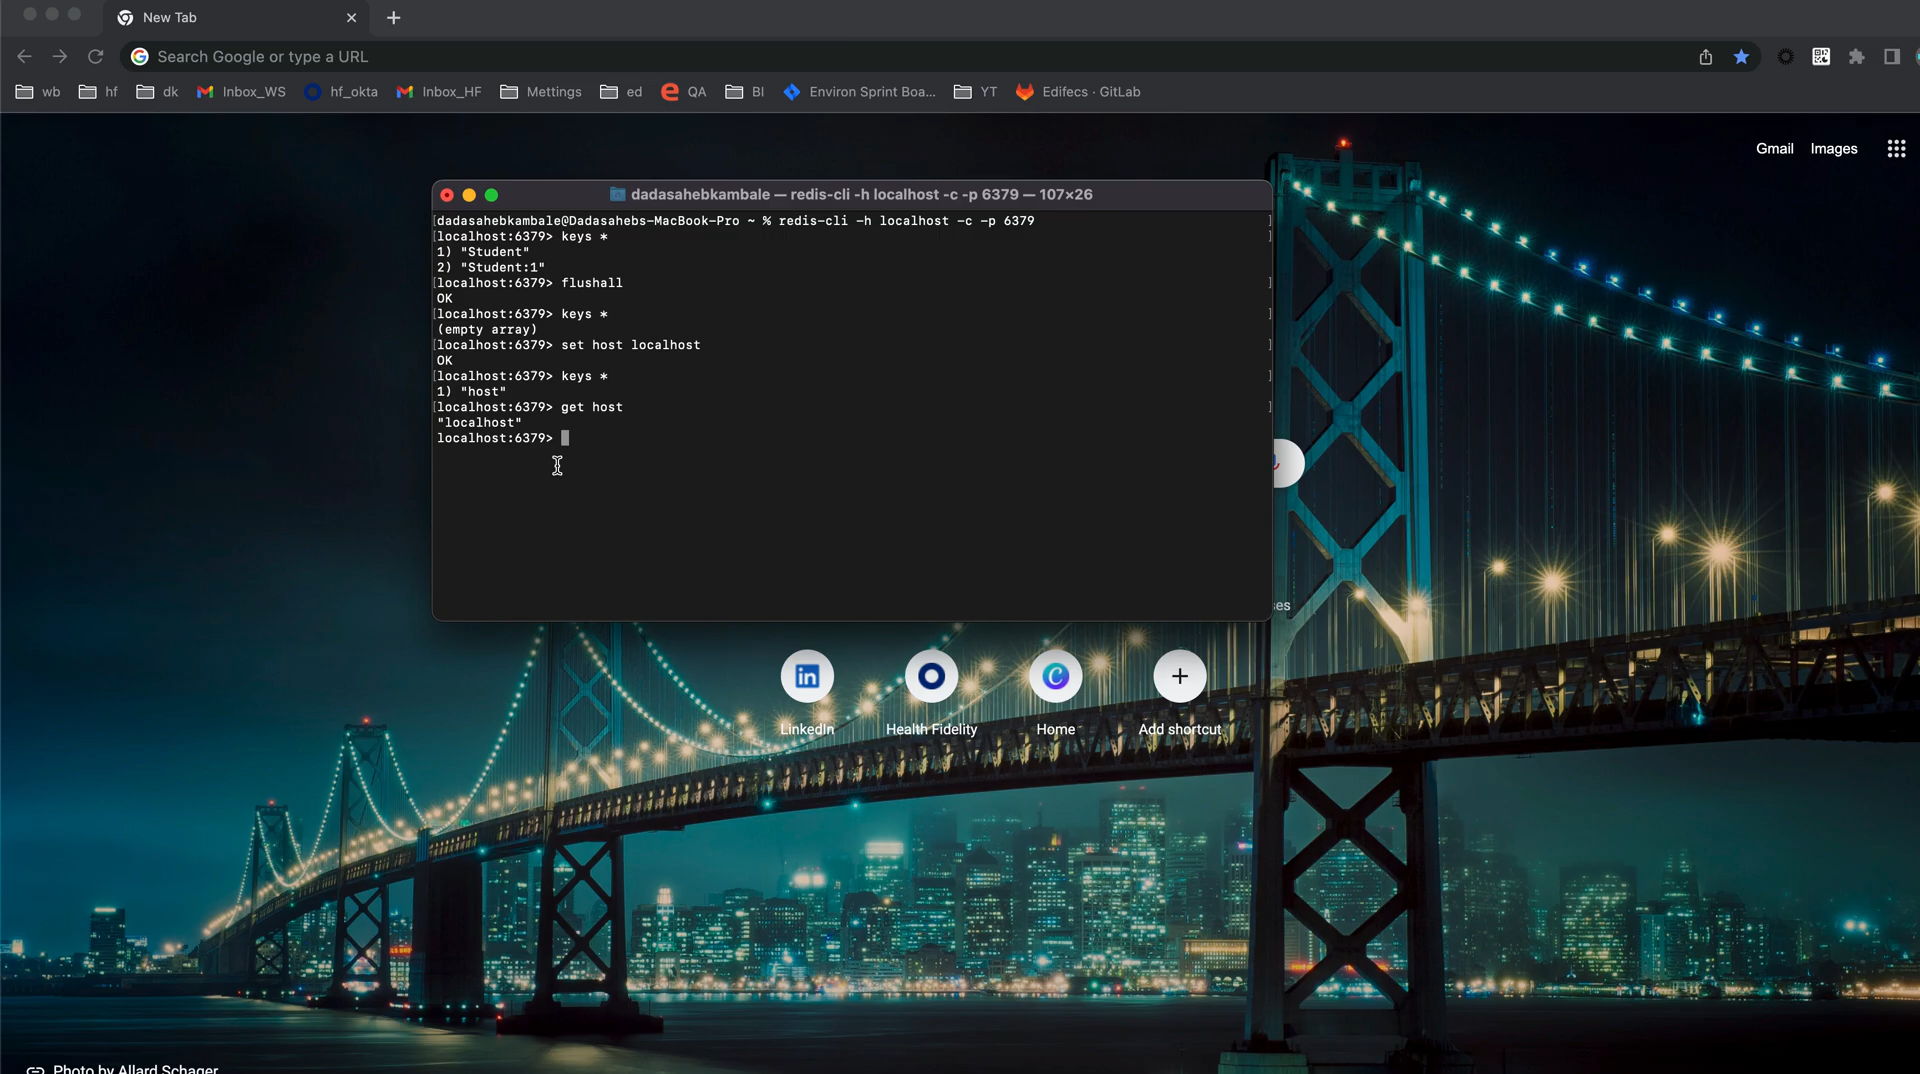 New Tab
Search Google or type a URL
wb hf dk Inbox_WS hf_okta Inbox_HF Mettings ed QA BI Environ Sprint Boa... YT Edifecs · GitLab
Gmail Images
dadasahebkambale — redis-cli -h localhost -c -p 6379 — 107×26
[dadasahebkambale@Dadasahebs-MacBook-Pro ~ % redis-cli -h localhost -c -p 6379 ]
[localhost:6379> keys * ]
1) "Student"
2) "Student:1"
[localhost:6379> flushall ]
OK
[localhost:6379> keys * ]
(empty array)
[localhost:6379> set host localhost ]
OK
[localhost:6379> keys * ]
1) "host"
[localhost:6379> get host ]
"localhost"
localhost:6379>
LinkedIn Health Fidelity Home Add shortcut
Photo by Allard Schager